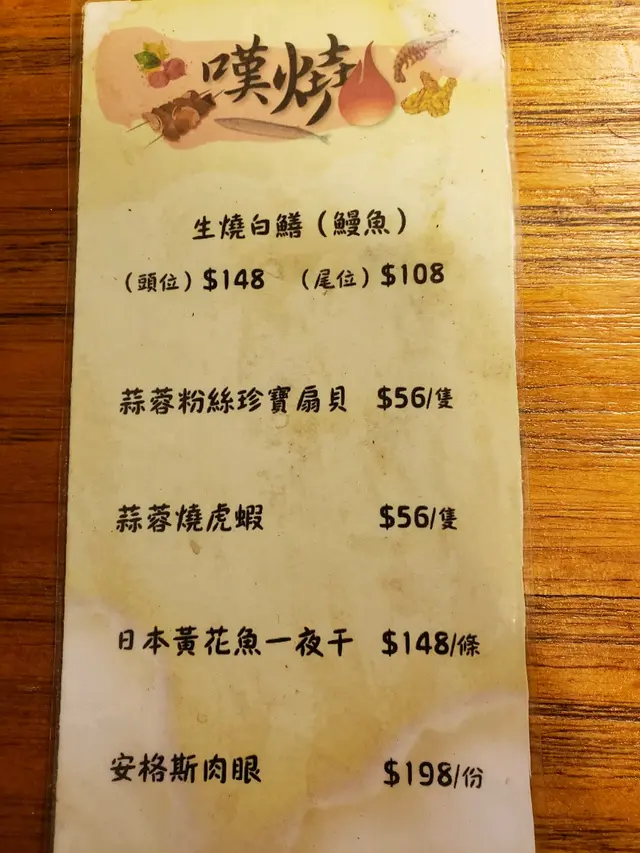 嘆燒
生燒白鱔（鰻魚）
（頭位）$148 （尾位）$108
蒜蓉粉絲珍寶扇貝 $56/隻
蒜蓉燒虎蝦 $56/隻
日本黃花魚一夜干 $148/條
安格斯肉眼 $198/份